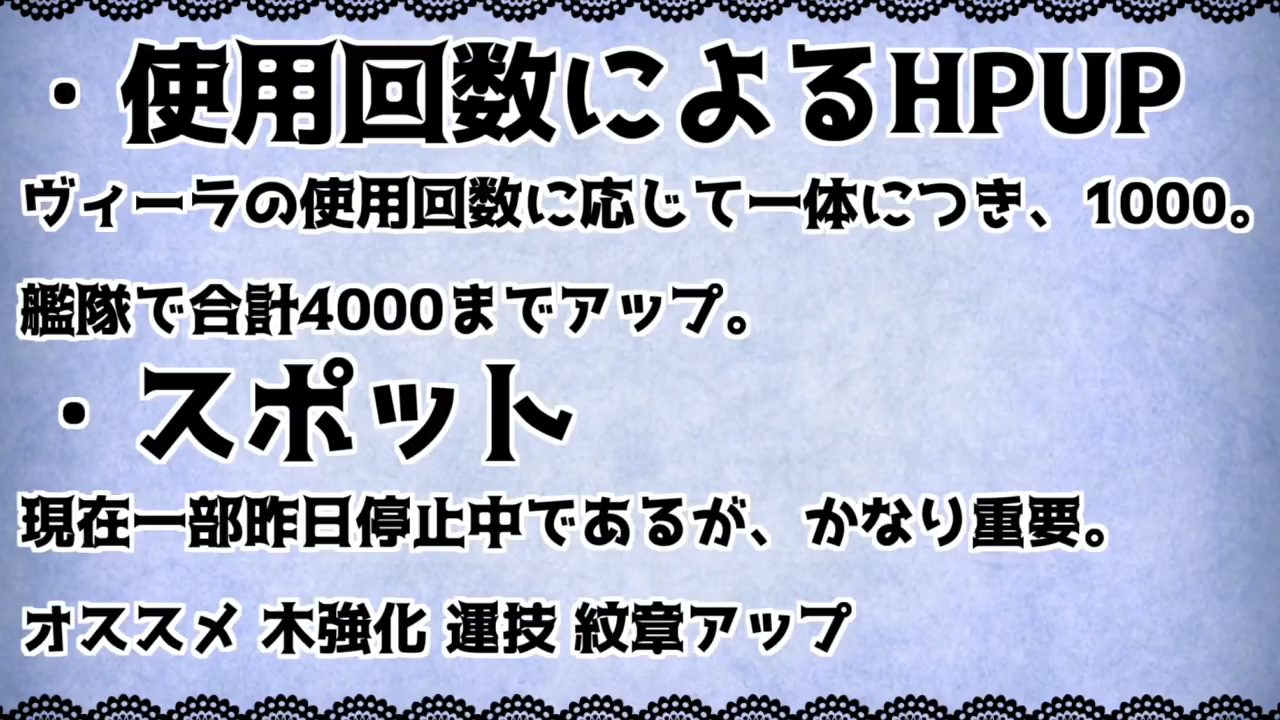 ・使用回数によるHPUP
ヴィーラの使用回数に応じて一体につき、1000。
艦隊で合計4000までアップ。
・スポット
現在一部昨日停止中であるが、かなり重要。
オススメ 木強化 運技 紋章アップ